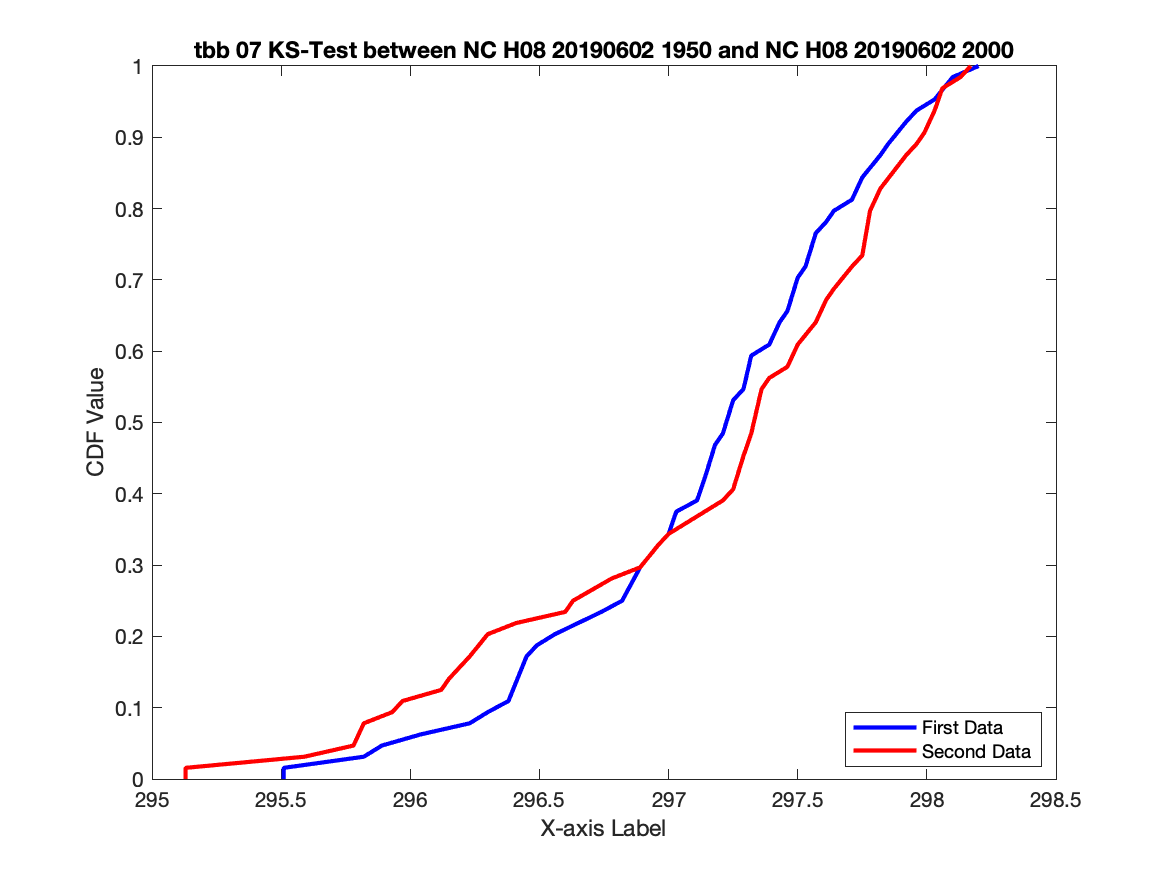 tbb 07 KS-Test between NC H08 20190602 1950 and NC H08 20190602 2000
1
0.9
0.8
0.7
0.6
0.5
0.4
0.3
0.2
0.1
0
CDF Value
First Data
Second Data
295 295.5 296 296.5 297 297.5 298 298.5
X-axis Label